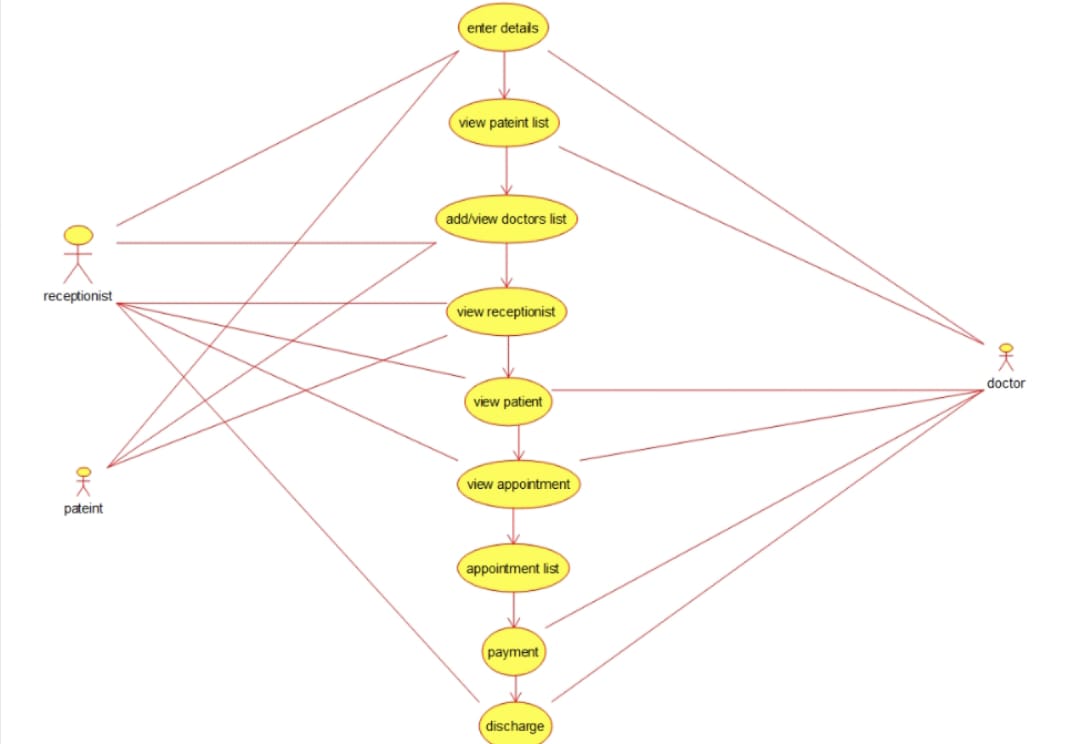 enter details
view pateint list
add/view doctors list
receptionist
view receptionist
doctor
view patient
view appointment
pateint
appointment list
payment
discharge